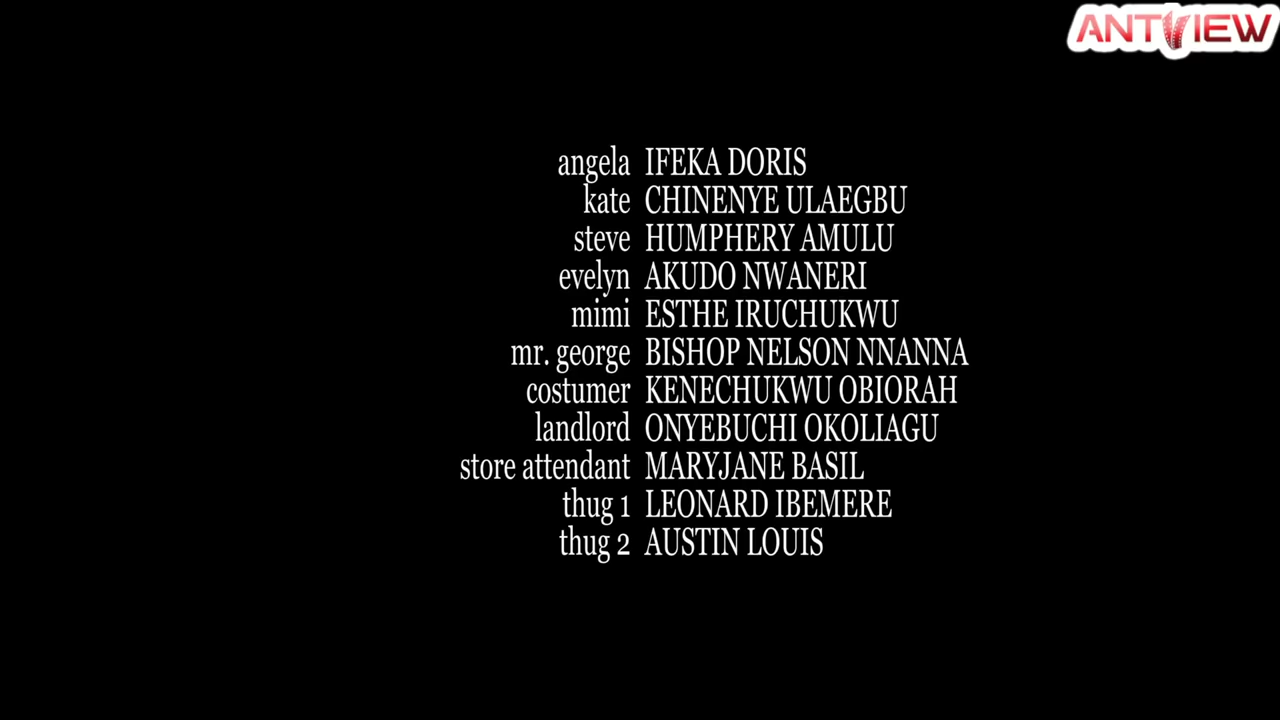 ANTVIEW
angela IFEKA DORIS
kate CHINENYE ULAEGBU
steve HUMPHERY AMULU
evelyn AKUDO NWANERI
mimi ESTHE IRUCHUKWU
mr. george BISHOP NELSON NNANNA
costumer KENECHUKWU OBIORAH
landlord ONYEBUCHI OKOLIAGU
store attendant MARYJANE BASIL
thug 1 LEONARD IBEMERE
thug 2 AUSTIN LOUIS